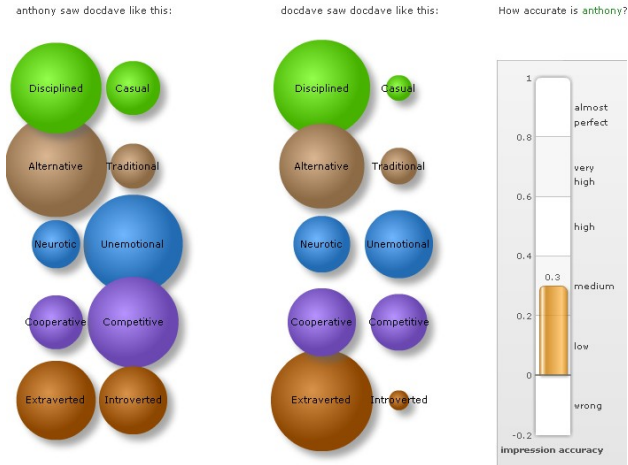 anthony saw docdave like this:
Disciplined
Casual
Alternative
Traditional
Neurotic
Unemotional
Cooperative
Competitive
Extraverted
Introverted
docdave saw docdave like this:
Disciplined
Casual
Alternative
Traditional
Neurotic
Unemotional
Cooperative
Competitive
Extraverted
Introverted
How accurate is anthony?
1
almost
perfect
0.8
very
high
0.6
high
0.4
0.3
medium
0.2
low
0
wrong
-0.2
impression accuracy